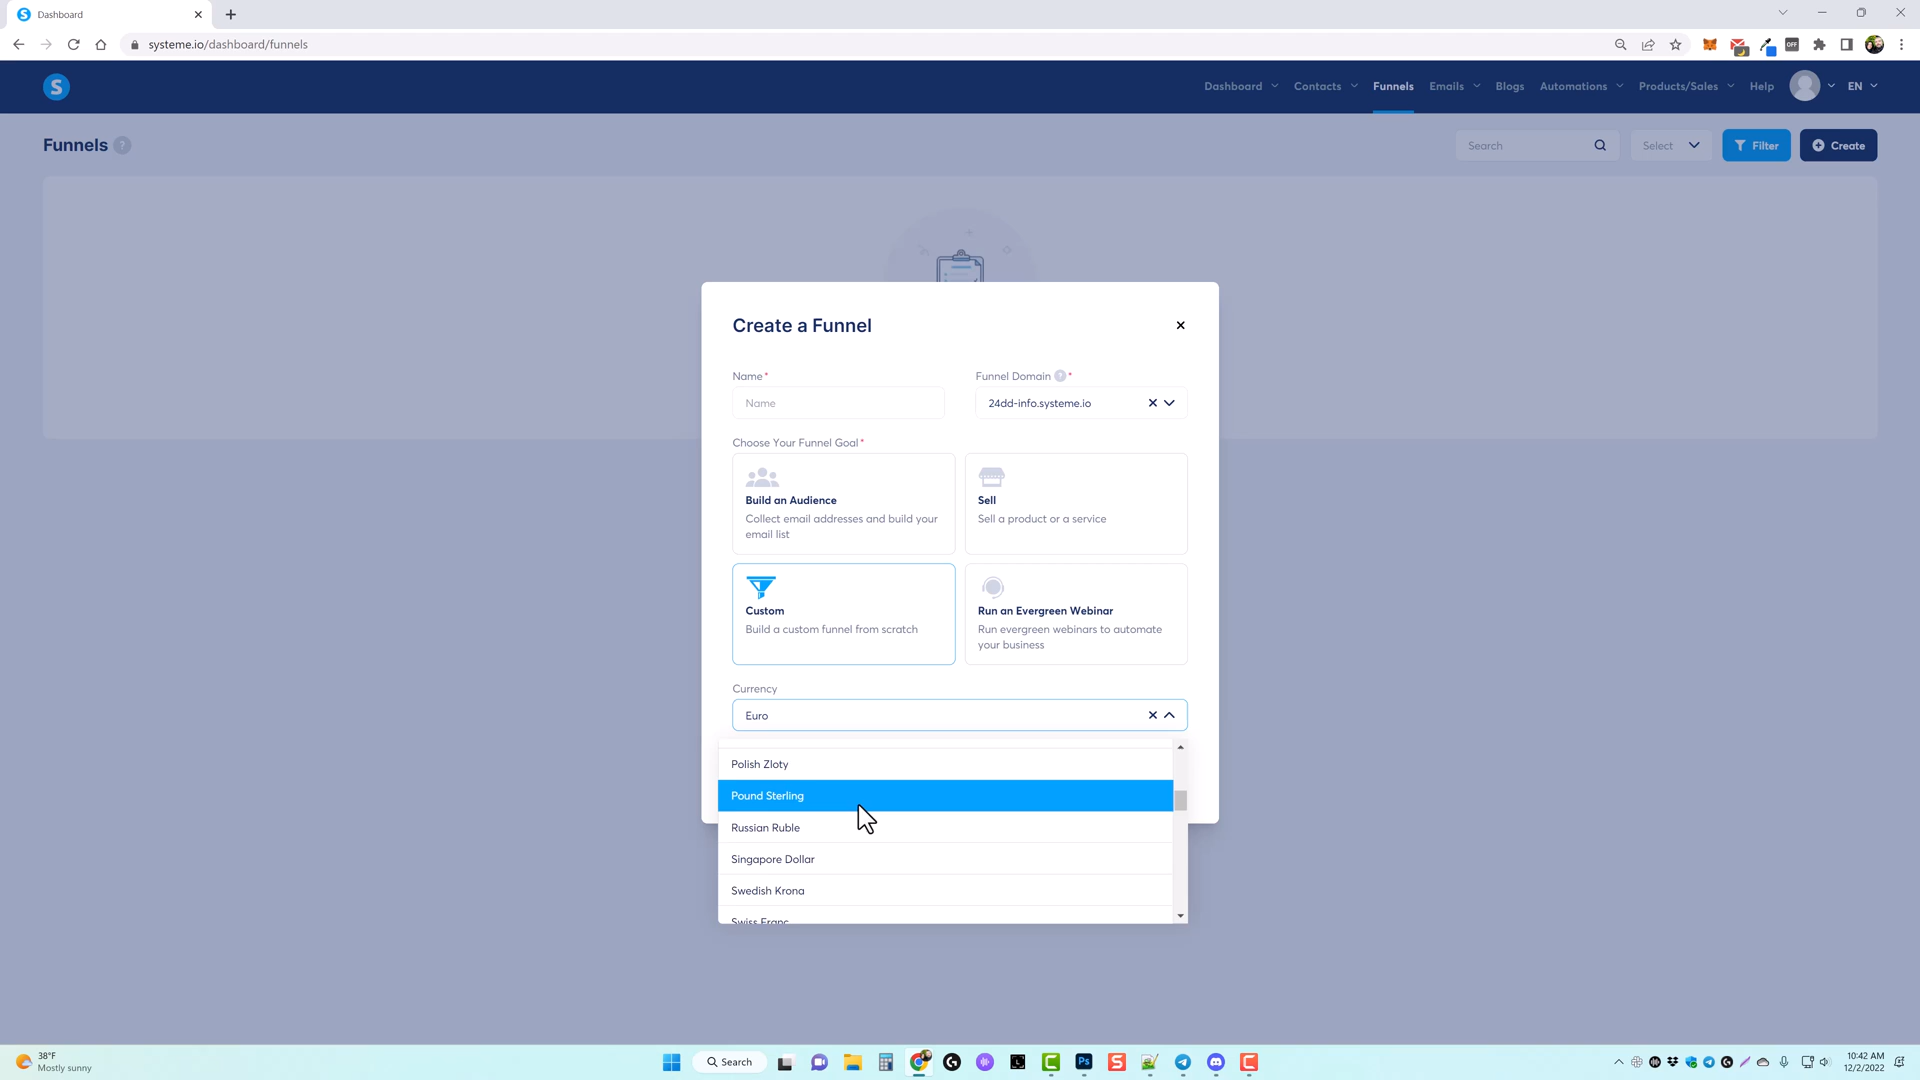 Dashboard
systeme.io/dashboard/funnels
OFF
S
Dashboard
Contacts
Funnels
Emails
Blogs
Automations
Products/Sales
Help
EN
Funnels ?
Search
Select
Filter
Create
Create a Funnel
Name*
Funnel Domain ? *
Name
24dd-info.systeme.io
Choose Your Funnel Goal*
Build an Audience
Collect email addresses and build your
email list
Sell
Sell a product or a service
Custom
Build a custom funnel from scratch
Run an Evergreen Webinar
Run evergreen webinars to automate
your business
Currency
Euro
Polish Zloty
Pound Sterling
Russian Ruble
Singapore Dollar
Swedish Krona
Swiss Franc
38°F
Mostly sunny
Search
Ps
S
C
10:42 AM
12/2/2022